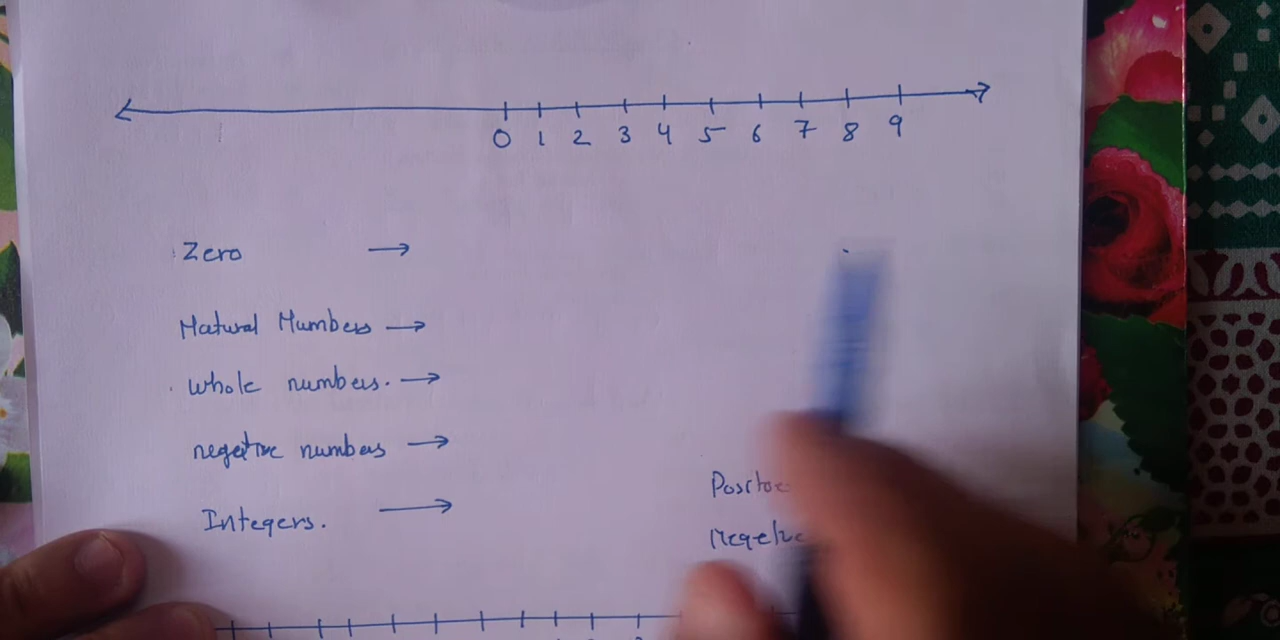 0 1 2 3 4 5 6 7 8 9
Zero →
Natural Numbers →
Whole numbers. →
negative numbers →
Integers. →